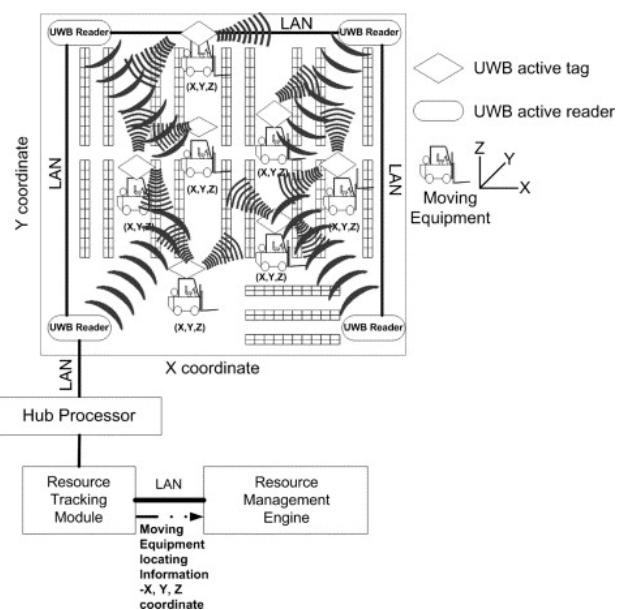 LAN
UWB Reader
UWB Reader
(X,Y,Z)
UWB active tag
UWB active reader
(X,Y,Z)
(X,Y,Z)
Z
Y
X
Moving
Equipment
LAN
LAN
Y coordinate
(X,Y,Z)
(X,Y,Z)
(X,Y,Z)
(X,Y,Z)
UWB Reader
UWB Reader
LAN
X coordinate
Hub Processor
Resource
Tracking
Module
LAN
Resource
Management
Engine
Moving
Equipment
locating
Information
-X, Y, Z
coordinate